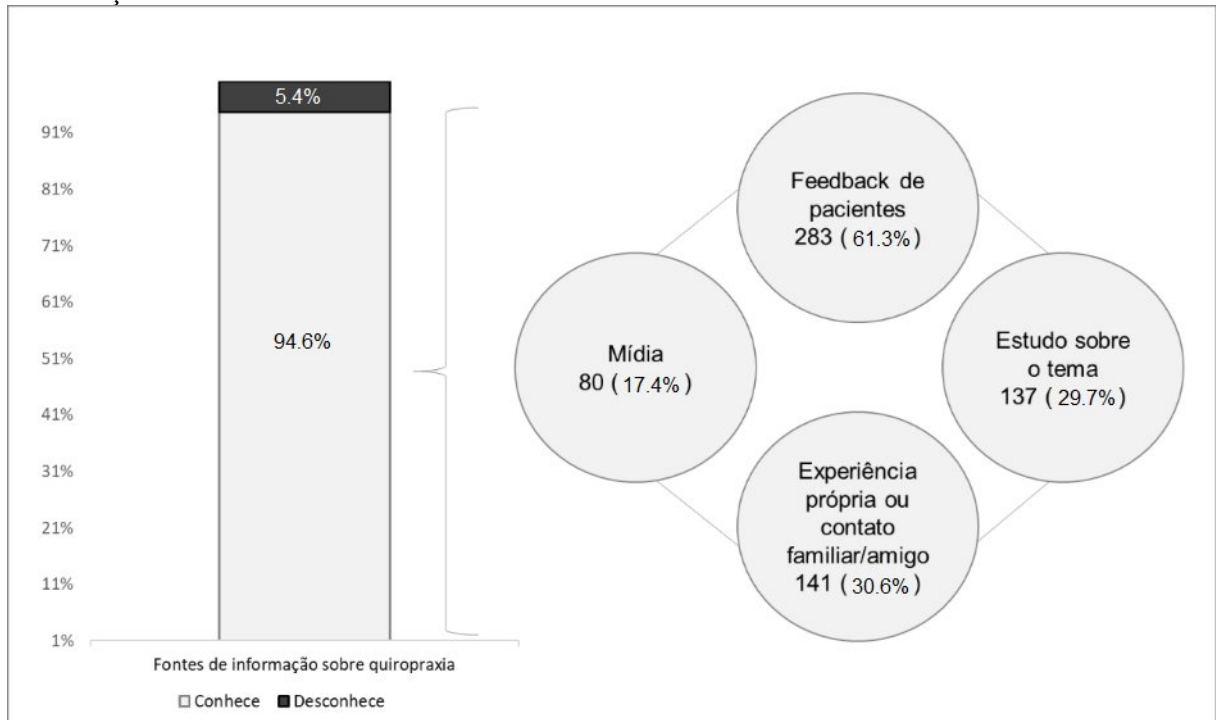 5.4%
91%
81%
71%
61%
51%
41%
31%
21%
11%
1%
94.6%
Fontes de informação sobre quiropraxia
Conhece Desconhece
Feedback de
pacientes
283 ( 61.3%)
Mídia
80 ( 17.4% )
Estudo sobre
o tema
137 ( 29.7%)
Experiência
própria ou
contato
familiar/amigo
141 ( 30.6% )